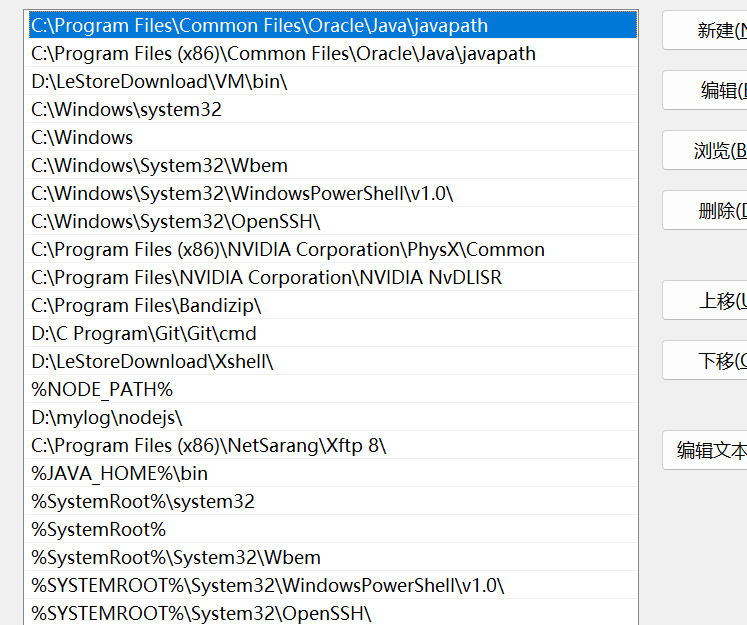 C:\Program Files\Common Files\Oracle\Java\javapath
新建(N
C:\Program Files (x86)\Common Files\Oracle\Java\javapath
D:\LeStoreDownload\VM\bin\
编辑(E
C:\Windows\system32
C:\Windows
浏览(B
C:\Windows\System32\Wbem
C:\Windows\System32\WindowsPowerShell\v1.0\
删除(D
C:\Windows\System32\OpenSSH\
C:\Program Files (x86)\NVIDIA Corporation\PhysX\Common
C:\Program Files\NVIDIA Corporation\NVIDIA NvDLISR
上移(U
C:\Program Files\Bandizip\
D:\C Program\Git\Git\cmd
D:\LeStoreDownload\Xshell\
下移(O
%NODE_PATH%
D:\mylog\nodejs\
C:\Program Files (x86)\NetSarang\Xftp 8\
编辑文本
%JAVA_HOME%\bin
%SystemRoot%\system32
%SystemRoot%
%SystemRoot%\System32\Wbem
%SYSTEMROOT%\System32\WindowsPowerShell\v1.0\
%SYSTEMROOT%\System32\OpenSSH\